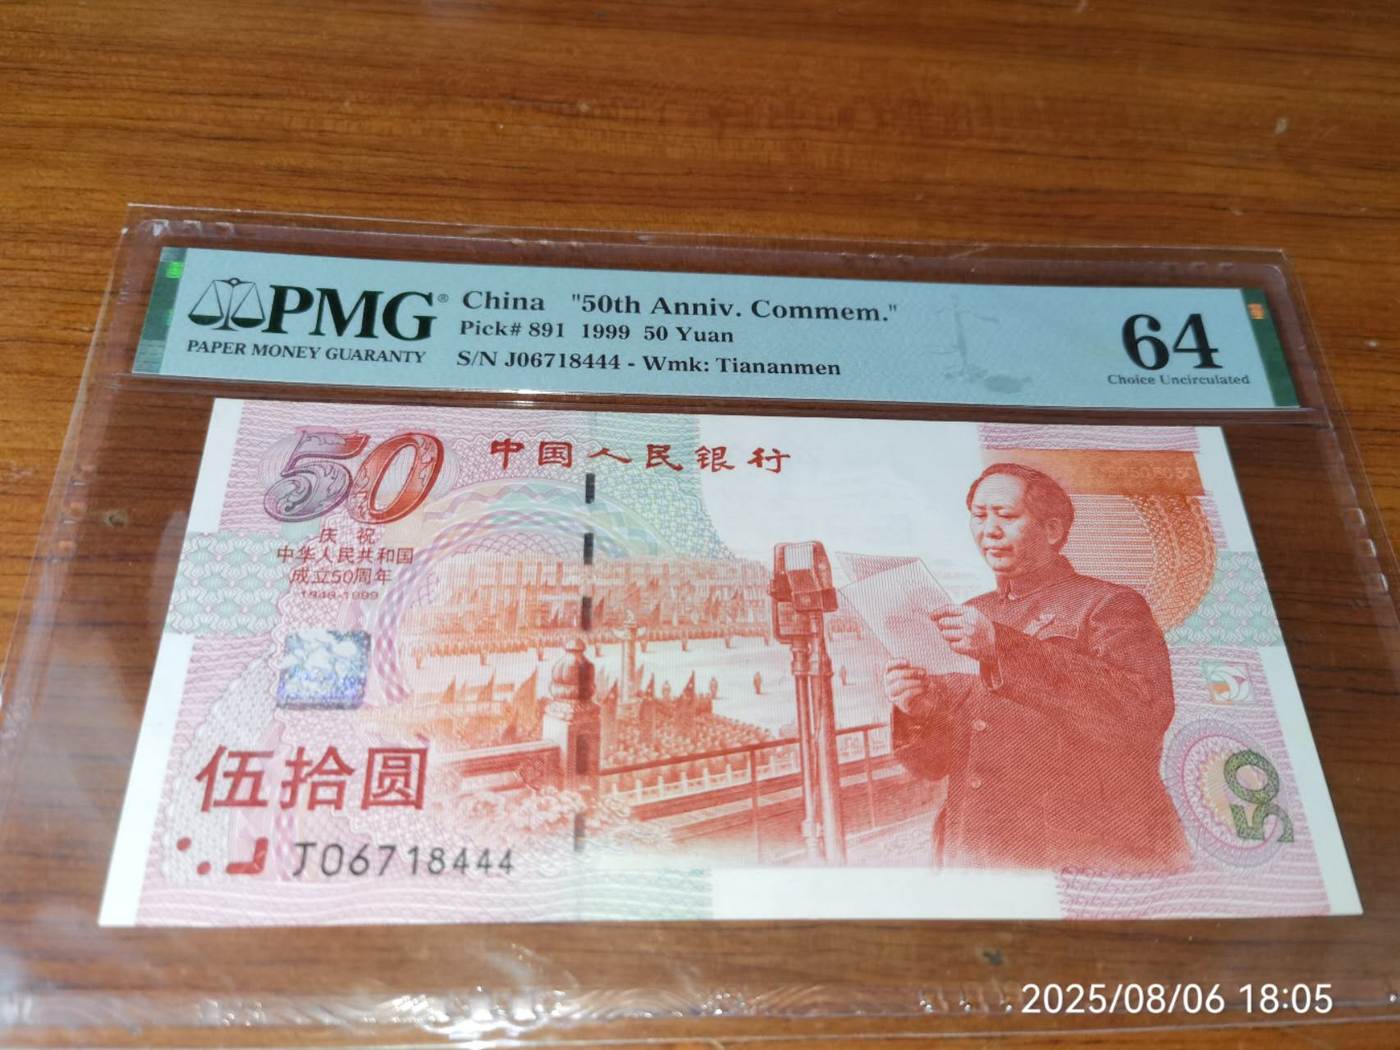 PMG®
PAPER MONEY GUARANTY
China "50th Anniv. Commem."
Pick# 891 1999 50 Yuan
S/N J06718444 - Wmk: Tiananmen
64
Choice Uncirculated
50
中国人民银行
庆祝
中华人民共和国
成立50周年
1949-1999
伍拾圆
J06718444
50
2025/08/06 18:05